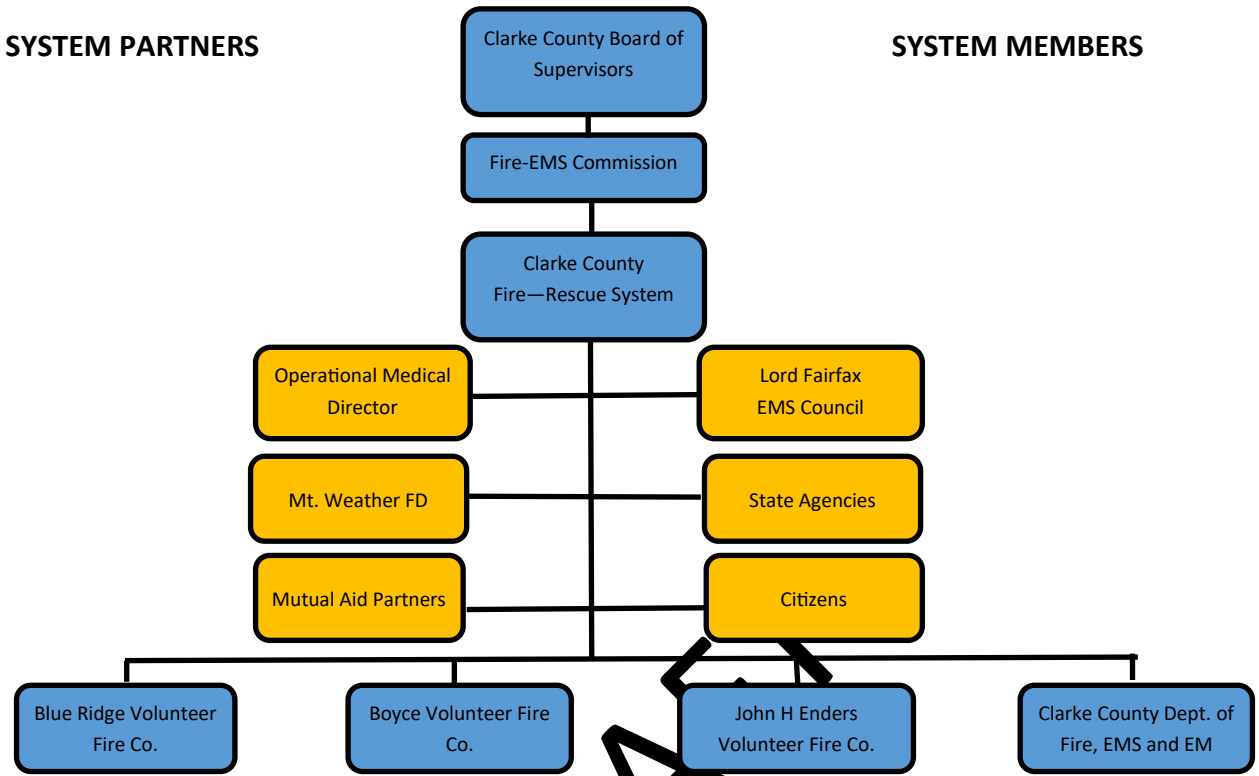 SYSTEM PARTNERS
SYSTEM MEMBERS
Clarke County Board of
Supervisors
Fire-EMS Commission
Clarke County
Fire—Rescue System
Operational Medical
Director
Lord Fairfax
EMS Council
Mt. Weather FD
State Agencies
Mutual Aid Partners
Citizens
Blue Ridge Volunteer
Fire Co.
Boyce Volunteer Fire
Co.
John H Enders
Volunteer Fire Co.
Clarke County Dept. of
Fire, EMS and EM